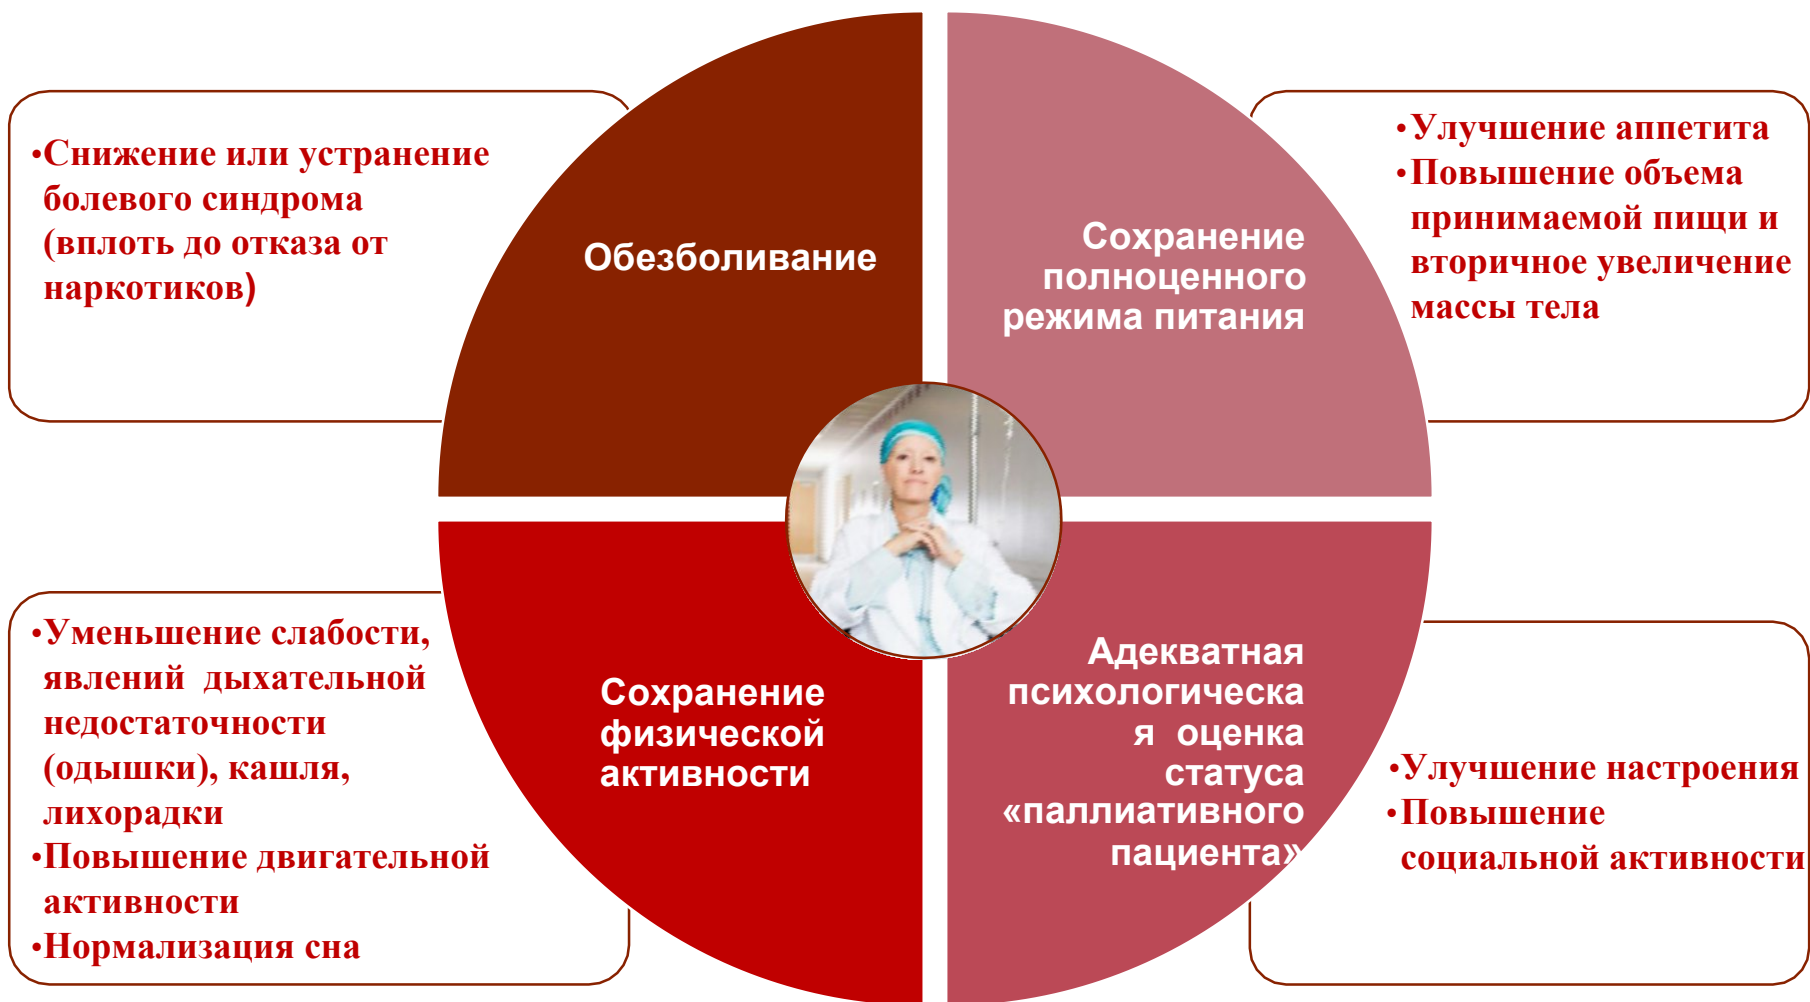 •Снижение или устранение
болевого синдрома
(вплоть до отказа от
наркотиков)
Обезболивание
Сохранение
полноценного
режима питания
•Улучшение аппетита
•Повышение объема
принимаемой пищи и
вторичное увеличение
массы тела
•Уменьшение слабости,
явлений дыхательной
недостаточности
(одышки), кашля,
лихорадки
•Повышение двигательной
активности
•Нормализация сна
Сохранение
физической
активности
Адекватная
психологическа
я оценка
статуса
«паллиативного
пациента»
•Улучшение настроения
•Повышение
социальной активности